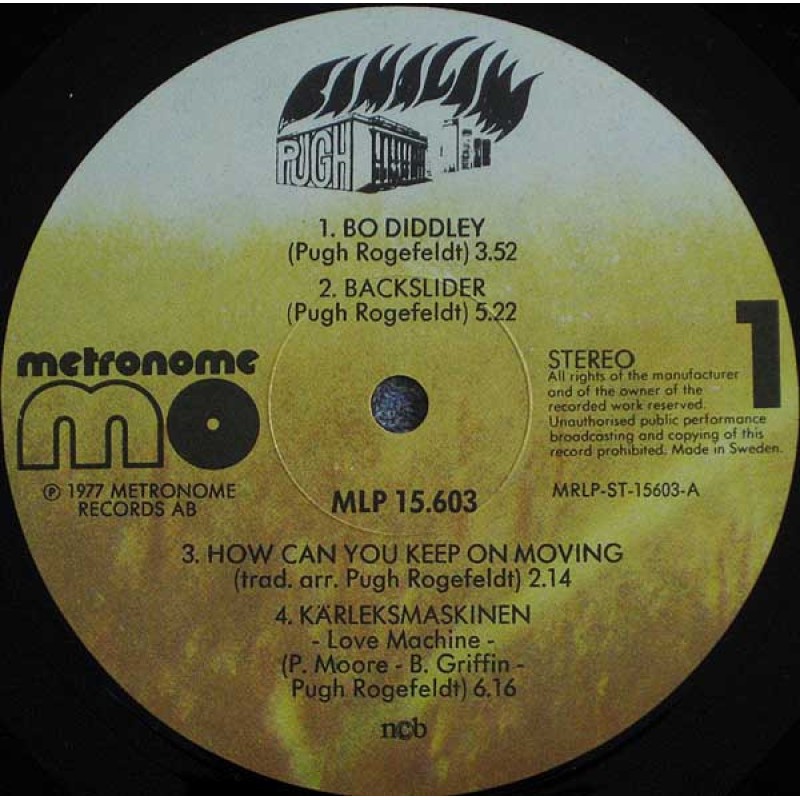 BAMALAM
PUGH
1. BO DIDDLEY
(Pugh Rogefeldt) 3.52
2. BACKSLIDER
(Pugh Rogefeldt) 5.22
metronome
mo
℗ 1977 METRONOME
RECORDS AB
STEREO
All rights of the manufacturer
and of the owner of the
recorded work reserved.
Unauthorised public performance
broadcasting and copying of this
record prohibited. Made in Sweden.
1
MLP 15.603
MRLP-ST-15603-A
3. HOW CAN YOU KEEP ON MOVING
(trad. arr. Pugh Rogefeldt) 2.14
4. KÄRLEKSMASKINEN
- Love Machine -
(P. Moore - B. Griffin -
Pugh Rogefeldt) 6.16
ncb